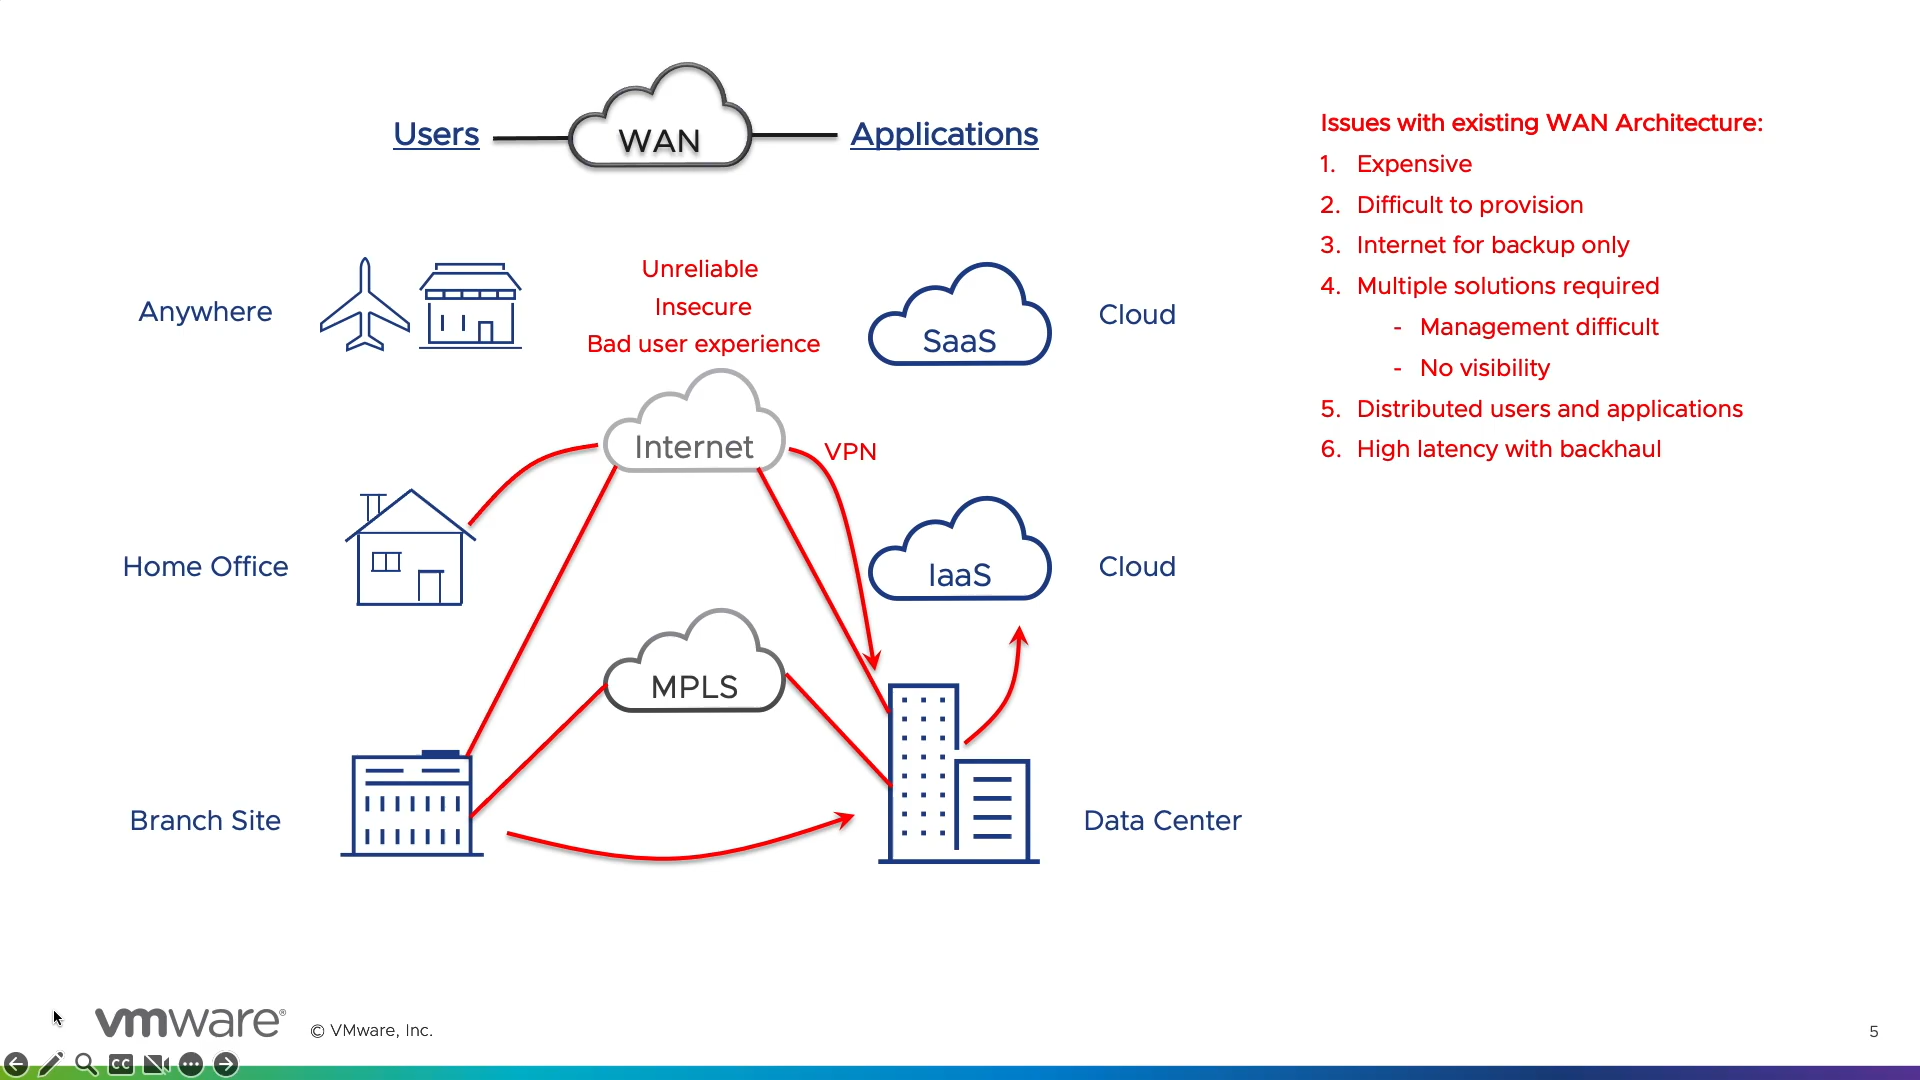 Users
WAN
Applications
Issues with existing WAN Architecture:
1. Expensive
2. Difficult to provision
3. Internet for backup only
4. Multiple solutions required
- Management difficult
- No visibility
5. Distributed users and applications
6. High latency with backhaul
Anywhere
Unreliable
Insecure
Bad user experience
SaaS
Cloud
Internet
VPN
Home Office
IaaS
Cloud
MPLS
Branch Site
Data Center
vmware®
© VMware, Inc.
5
CC